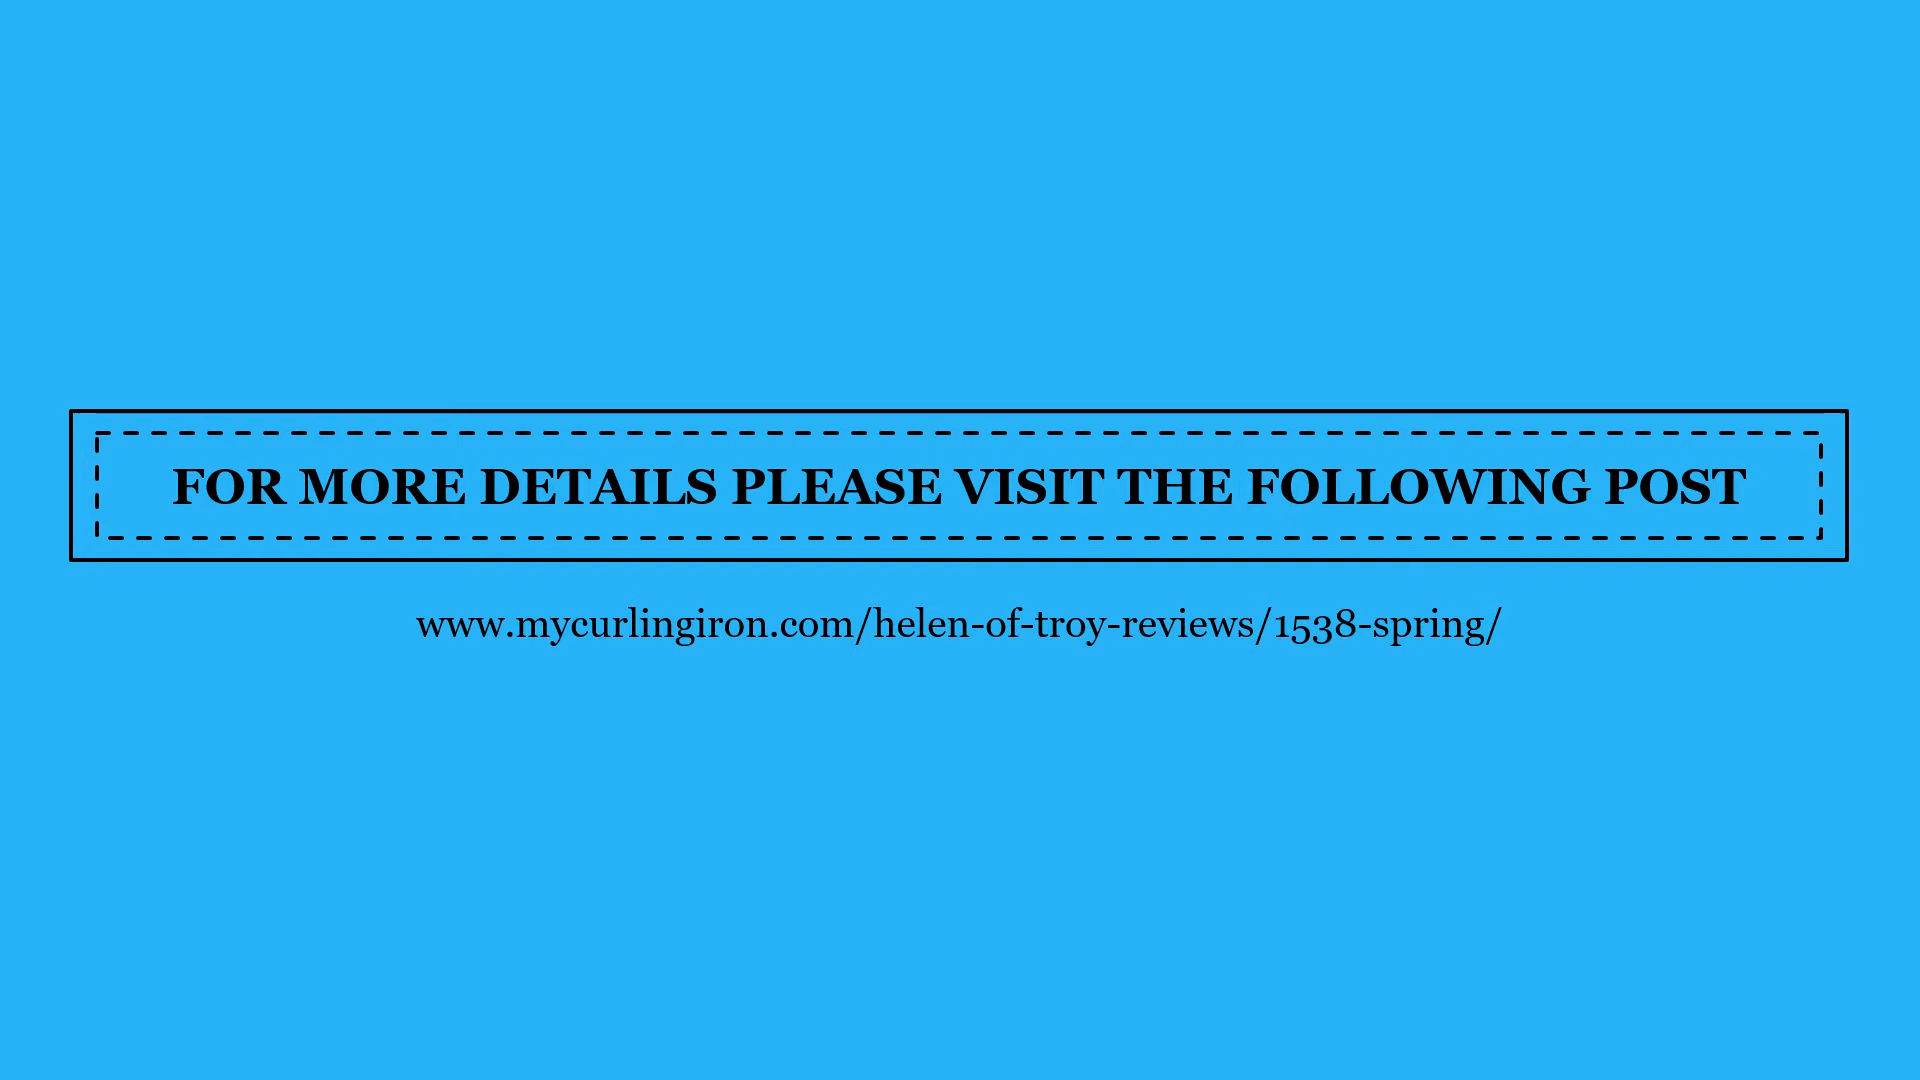 FOR MORE DETAILS PLEASE VISIT THE FOLLOWING POST
www.mycurlingiron.com/helen-of-troy-reviews/1538-spring/